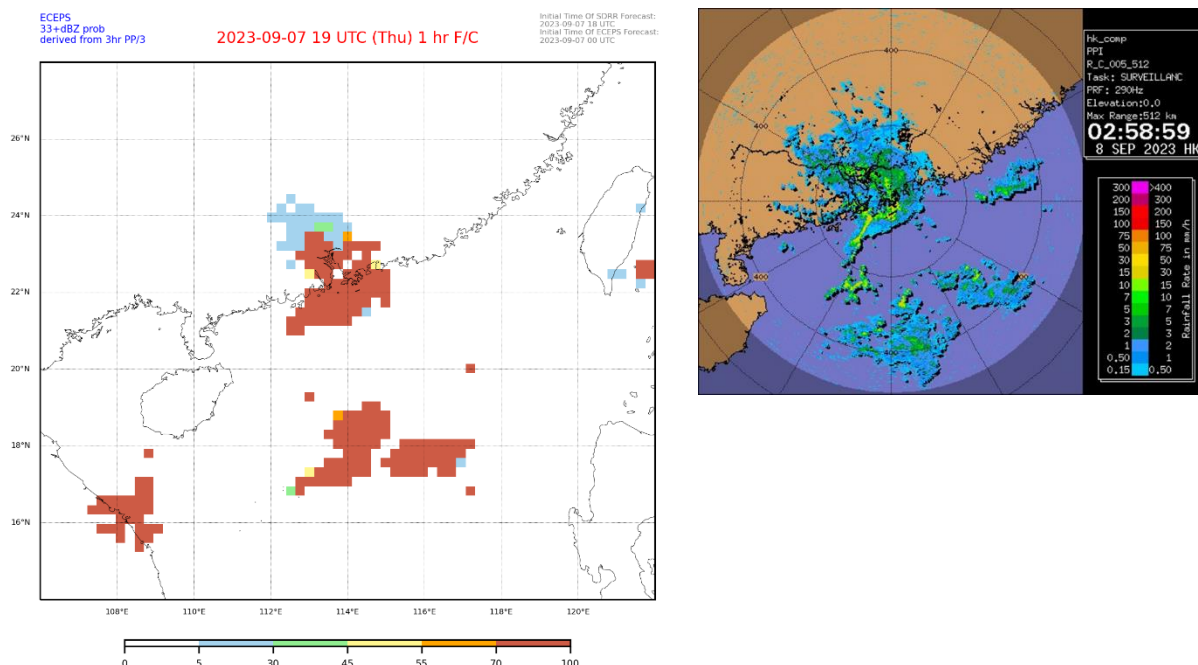 ECEPS
33+dBZ prob
derived from 3hr PP/3
2023-09-07 19 UTC (Thu) 1 hr F/C
Initial Time Of SDRR Forecast:
2023-09-07 18 UTC
Initial Time Of ECEPS Forecast:
2023-09-07 00 UTC
26°N
24°N
22°N
20°N
18°N
16°N
108°E 110°E 112°E 114°E 116°E 118°E 120°E
0 5 30 45 55 70 100
400
400
400
400
400
400
hk_comp
PPI
R_C_005_512
Task: SURVEILLANC
PRF: 290Hz
Elevation:0.0
Max Range:512 km
02:58:59
8 SEP 2023 HK
300 >400
200 300
150 200
100 150
75 100
50 75
30 50
15 30
10 15
7 10
5 7
3 5
2 3
1 2
0.50 1
0.15 0.50
Rainfall Rate in mm/h